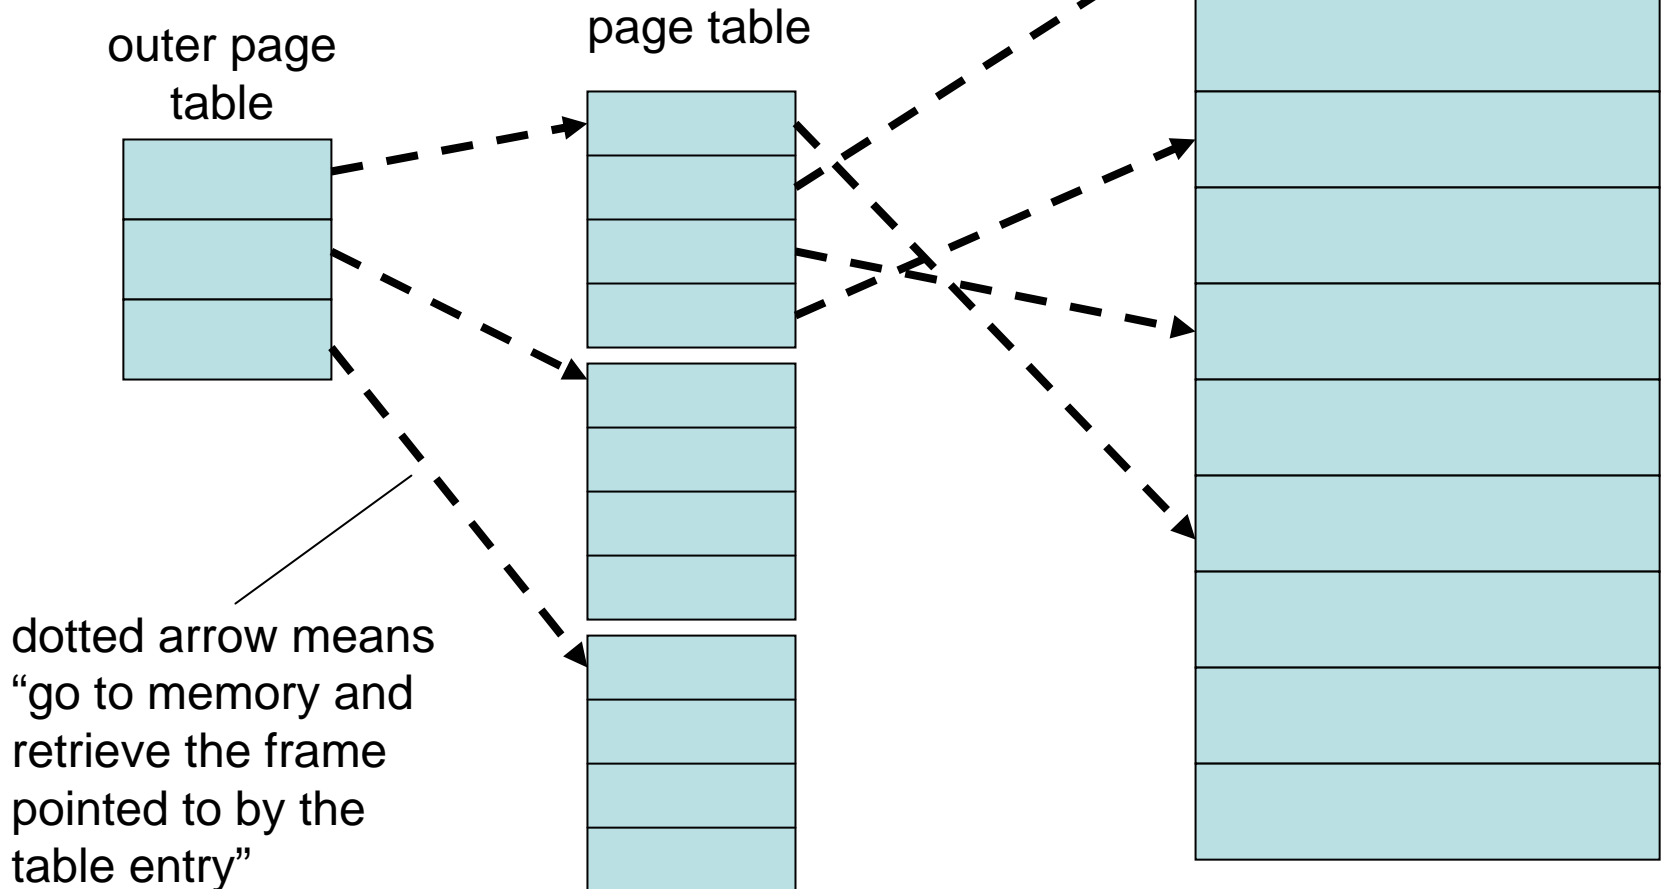 outer page
table
page table
dotted arrow means
“go to memory and
retrieve the frame
pointed to by the
table entry”